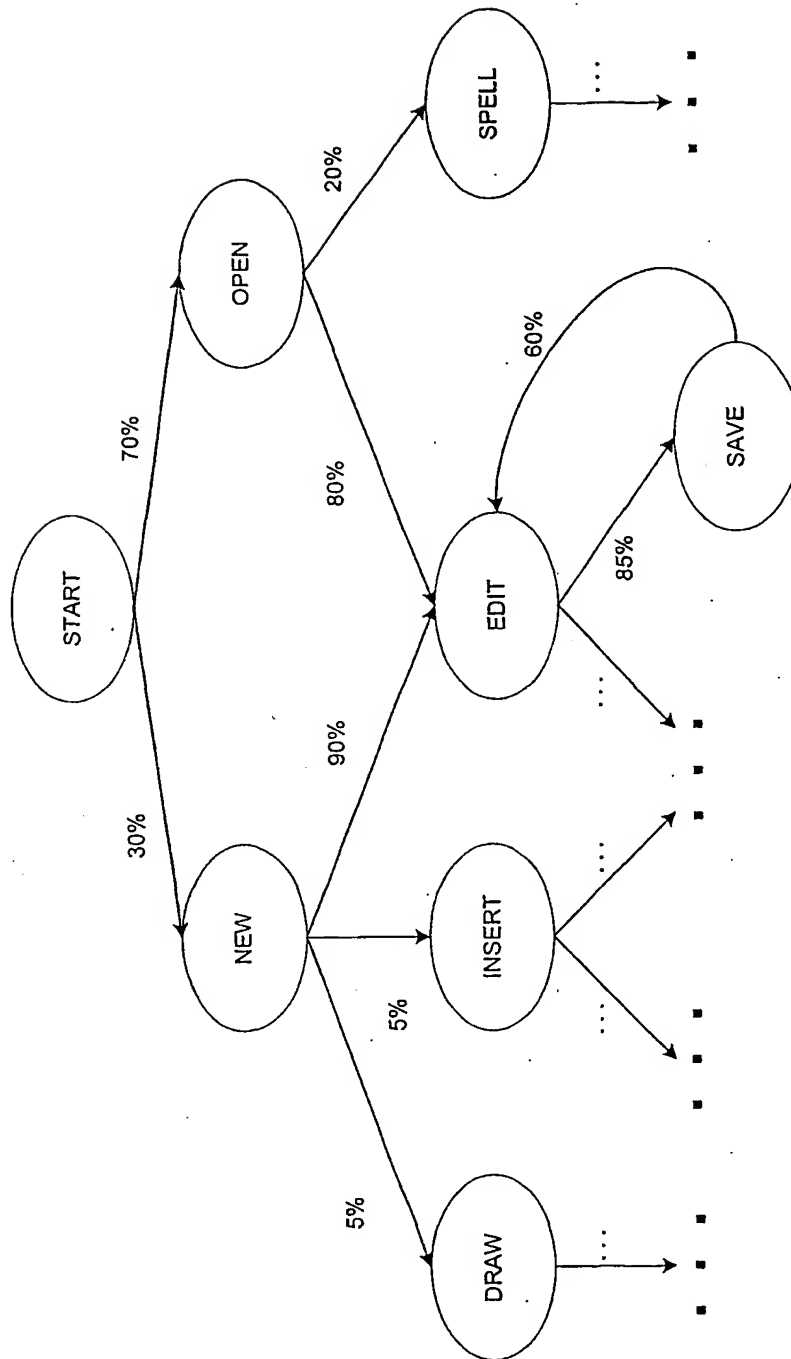 START
30%
70%
NEW
OPEN
5%
5%
90%
80%
20%
DRAW
INSERT
EDIT
SPELL
60%
...
...
...
...
85%
...
SAVE